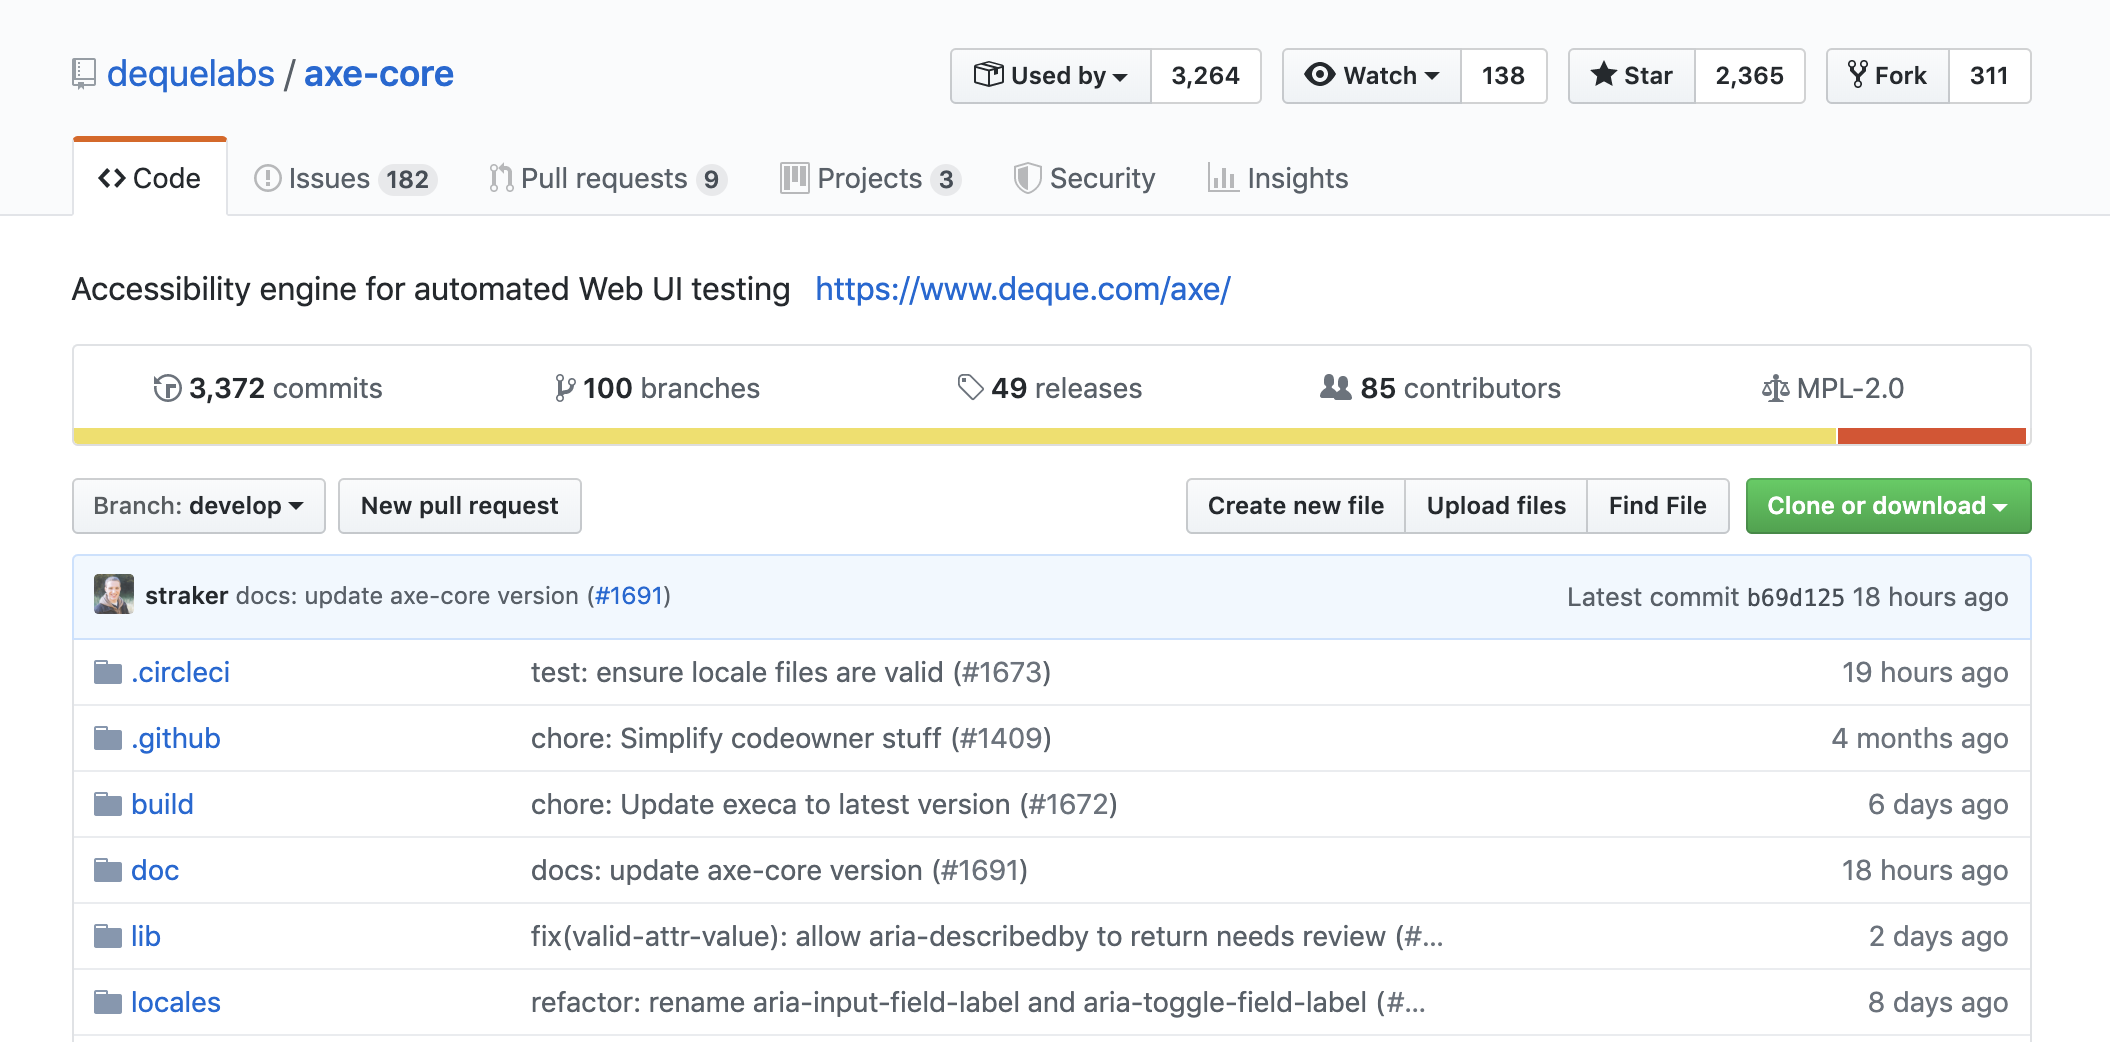 dequelabs / axe-core
Used by 3,264 Watch 138 Star 2,365 Fork 311
Code Issues 182 Pull requests 9 Projects 3 Security Insights
Accessibility engine for automated Web UI testing https://www.deque.com/axe/
3,372 commits 100 branches 49 releases 85 contributors MPL-2.0
Branch: develop New pull request Create new file Upload files Find File Clone or download
straker docs: update axe-core version (#1691) Latest commit b69d125 18 hours ago
.circleci test: ensure locale files are valid (#1673) 19 hours ago
.github chore: Simplify codeowner stuff (#1409) 4 months ago
build chore: Update execa to latest version (#1672) 6 days ago
doc docs: update axe-core version (#1691) 18 hours ago
lib fix(valid-attr-value): allow aria-describedby to return needs review (#... 2 days ago
locales refactor: rename aria-input-field-label and aria-toggle-field-label (#... 8 days ago